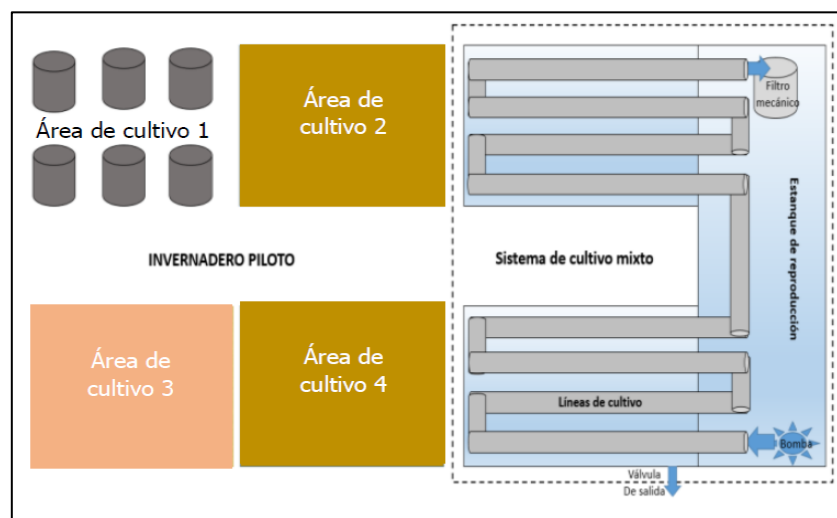 Área de cultivo 1
Área de
cultivo 2
Filtro
mecánico
Estanque de reproducción
INVERNADERO PILOTO
Sistema de cultivo mixto
Área de
cultivo 3
Área de
cultivo 4
Líneas de cultivo
Bomba
Válvula
De salida